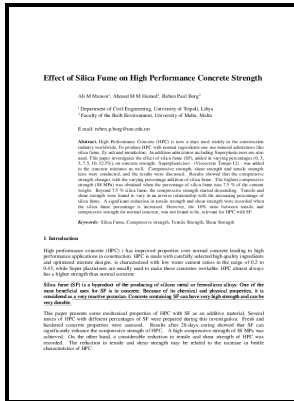 Effect of Silica Fume on High Performance Concrete Strength
Ali M Mansor¹, Ahmed M M Hamed¹, Ruben Paul Borg²
¹ Department of Civil Engineering, University of Tripoli, Libya
² Faculty of the Built Environment, University of Malta, Malta
E mail: ruben.p.borg@um.edu.mt
Abstract. High Performance Concrete (HPC) is now a days used widely in the construction
industry worldwide. To produce HPC with normal ingredients one use mineral admixtures like
silica fume, fly ash and metakaolin. In addition admixtures including Superplasticizers are also
used. This paper investigates the effect of silica fume (SF), added in varying percentages (0, 3,
5, 7.5, 10, 12.5%), on concrete strength. Superplasticiser - (Viscocrete Tempo 12) - was added
to the concrete mixtures as well. Compressive strength, shear strength and tensile strength
tests were conducted, and the results were discussed. Results showed that the compressive
strength changes with the varying percentage addition of silica fume. The highest compressive
strength (88 MPa) was obtained when the percentage of silica fume was 7.5 % of the cement
weight. Beyond 7.5 % silica fume, compressive strength started descending. Tensile and
shear strength were found to vary in an inverse relationship with the increasing percentage of
silica fume. A significant reduction in tensile strength and shear strength were recorded when
the silica fume percentage is increased. However, the 10% ratio between tensile and
compressive strength for normal concrete, was not found to be, relevant for HPC with SF.
Keywords: Silica Fume, Compressive Strength, Tensile Strength, Shear Strength
1. Introduction
High performance concrete (HPC) has improved properties over normal concrete leading to high
performance applications in construction. HPC is made with carefully selected high quality ingredients
and optimized mixture designs, is characterized with low water cement ratios in the range of 0.2 to
0.45, while Super plasticisers are usually used to make these concretes workable. HPC almost always
has a higher strength than normal concrete
Silica fume (SF) is a byproduct of the producing of silicon metal or ferrosilicon alloys. One of the
most beneficial uses for SF is in concrete. Because of its chemical and physical properties, it is
considered as a very reactive pozzolan. Concrete containing SF can have very high strength and can be
very durable.
This paper presents some mechanical properties of HPC with SF as an additive material. Several
mixes of HPC with different percentages of SF were prepared during this investigation. Fresh and
hardened concrete properties were assessed. Results after 28-days curing showed that SF can
significantly enhance the compressive strength of HPC. A high compressive strength of 88 MPa was
achieved. On the other hand, a considerable reduction to tensile and shear strength of HPC was
recorded. The reduction in tensile and shear strength may be related to the increase in brittle
characteristics of HPC.